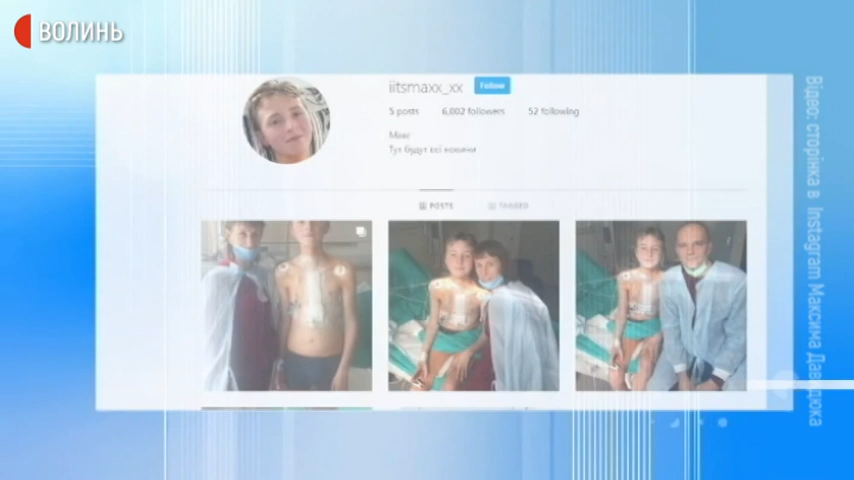 ВОЛИНЬ
iitsmaxx_xx Follow
5 posts 6,002 followers 52 following
Макс
Тут будут всі новини
POSTS TAGGED
Відео: сторінка в Instagram Максима Давидюка